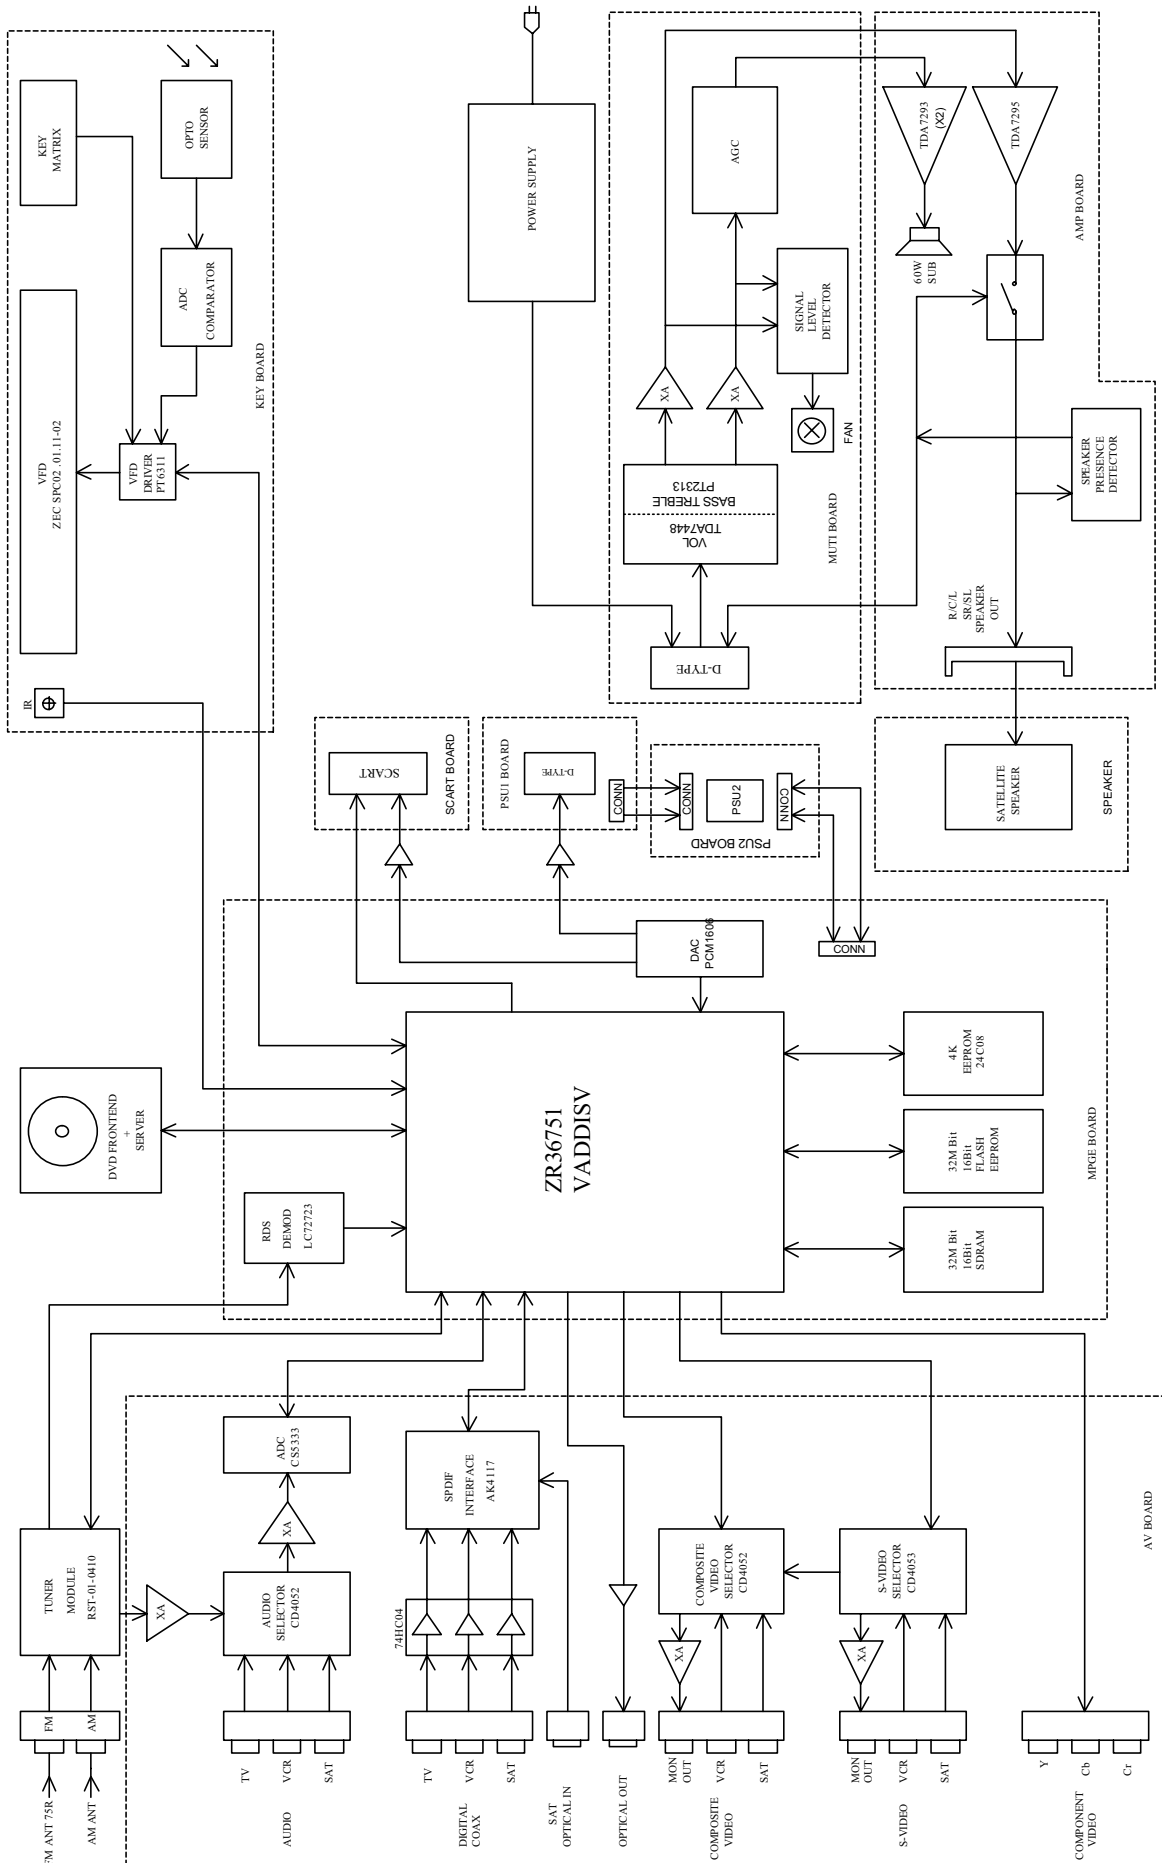 KEY
MATRIX
OPTO
SENSOR
ADC
COMPARATOR
VFD
ZEC SPC02 .01.11-02
VFD
DRIVER
PT6311
KEY BOARD
IR
POWER SUPPLY
AGC
SIGNAL
LEVEL
DETECTOR
XA
XA
FAN
BASS TREBLE
PT2313
VOL
TDA7448
MUTI BOARD
D-TYPE
TDA7293
(X2)
TDA7295
AMP BOARD
60W
SUB
SPEAKER
PRESENCE
DETECTOR
R/C/L
SR/SL
SPEAKER
OUT
SATELLITE
SPEAKER
SPEAKER
SCART
SCART BOARD
PSU1 BOARD
D-TYPE
CONN
CONN
PSU2
CONN
PSU2 BOARD
CONN
DAC
PCM1606
DVD FRONTEND
+
SERVER
RDS
DEMOD
LC72723
ZR36751
VADDISV
4K
EEPROM
24C08
32M Bit
16Bit
FLASH
EEPROM
32M Bit
16Bit
SDRAM
MPGE BOARD
TUNER
MODULE
RST-01-0410
XA
AUDIO
SELECTOR
CD4052
XA
ADC
CS5333
SPDIF
INTERFACE
AK4117
74HC04
COMPOSITE
VIDEO
SELECTOR
CD4052
XA
S-VIDEO
SELECTOR
CD4053
XA
AV BOARD
FM
AM
FM ANT 75R
AM ANT
TV
VCR
SAT
AUDIO
TV
VCR
SAT
DIGITAL
COAX
SAT
OPTICAL IN
OPTICAL OUT
MON
OUT
VCR
SAT
COMPOSITE
VIDEO
MON
OUT
VCR
SAT
S-VIDEO
Y
Cb
Cr
COMPONENT
VIDEO